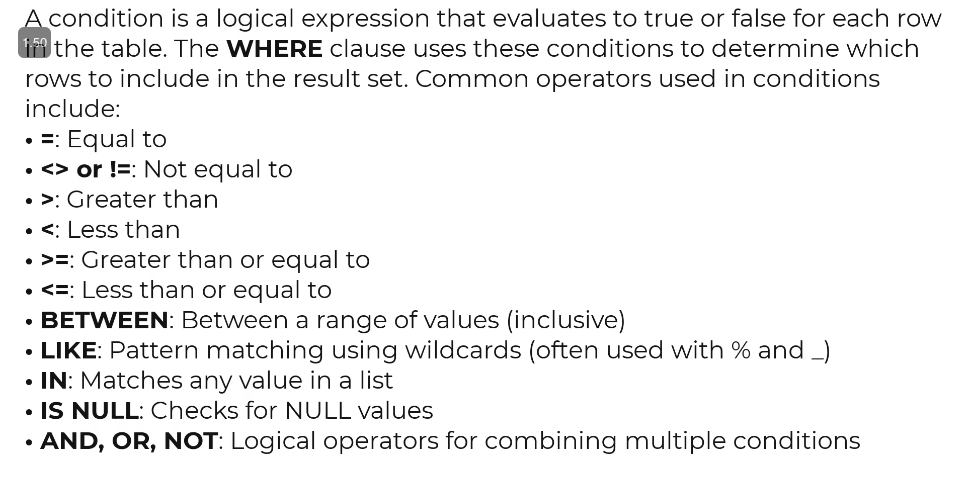 A condition is a logical expression that evaluates to true or false for each row
in the table. The WHERE clause uses these conditions to determine which
rows to include in the result set. Common operators used in conditions
include:
• =: Equal to
• <> or !=: Not equal to
• >: Greater than
• <: Less than
• >=: Greater than or equal to
• <=: Less than or equal to
• BETWEEN: Between a range of values (inclusive)
• LIKE: Pattern matching using wildcards (often used with % and _)
• IN: Matches any value in a list
• IS NULL: Checks for NULL values
• AND, OR, NOT: Logical operators for combining multiple conditions
1:50